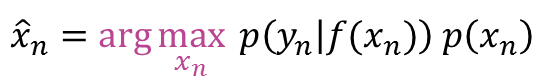 x̂ₙ = arg max xₙ p(yₙ|f(xₙ)) p(xₙ)